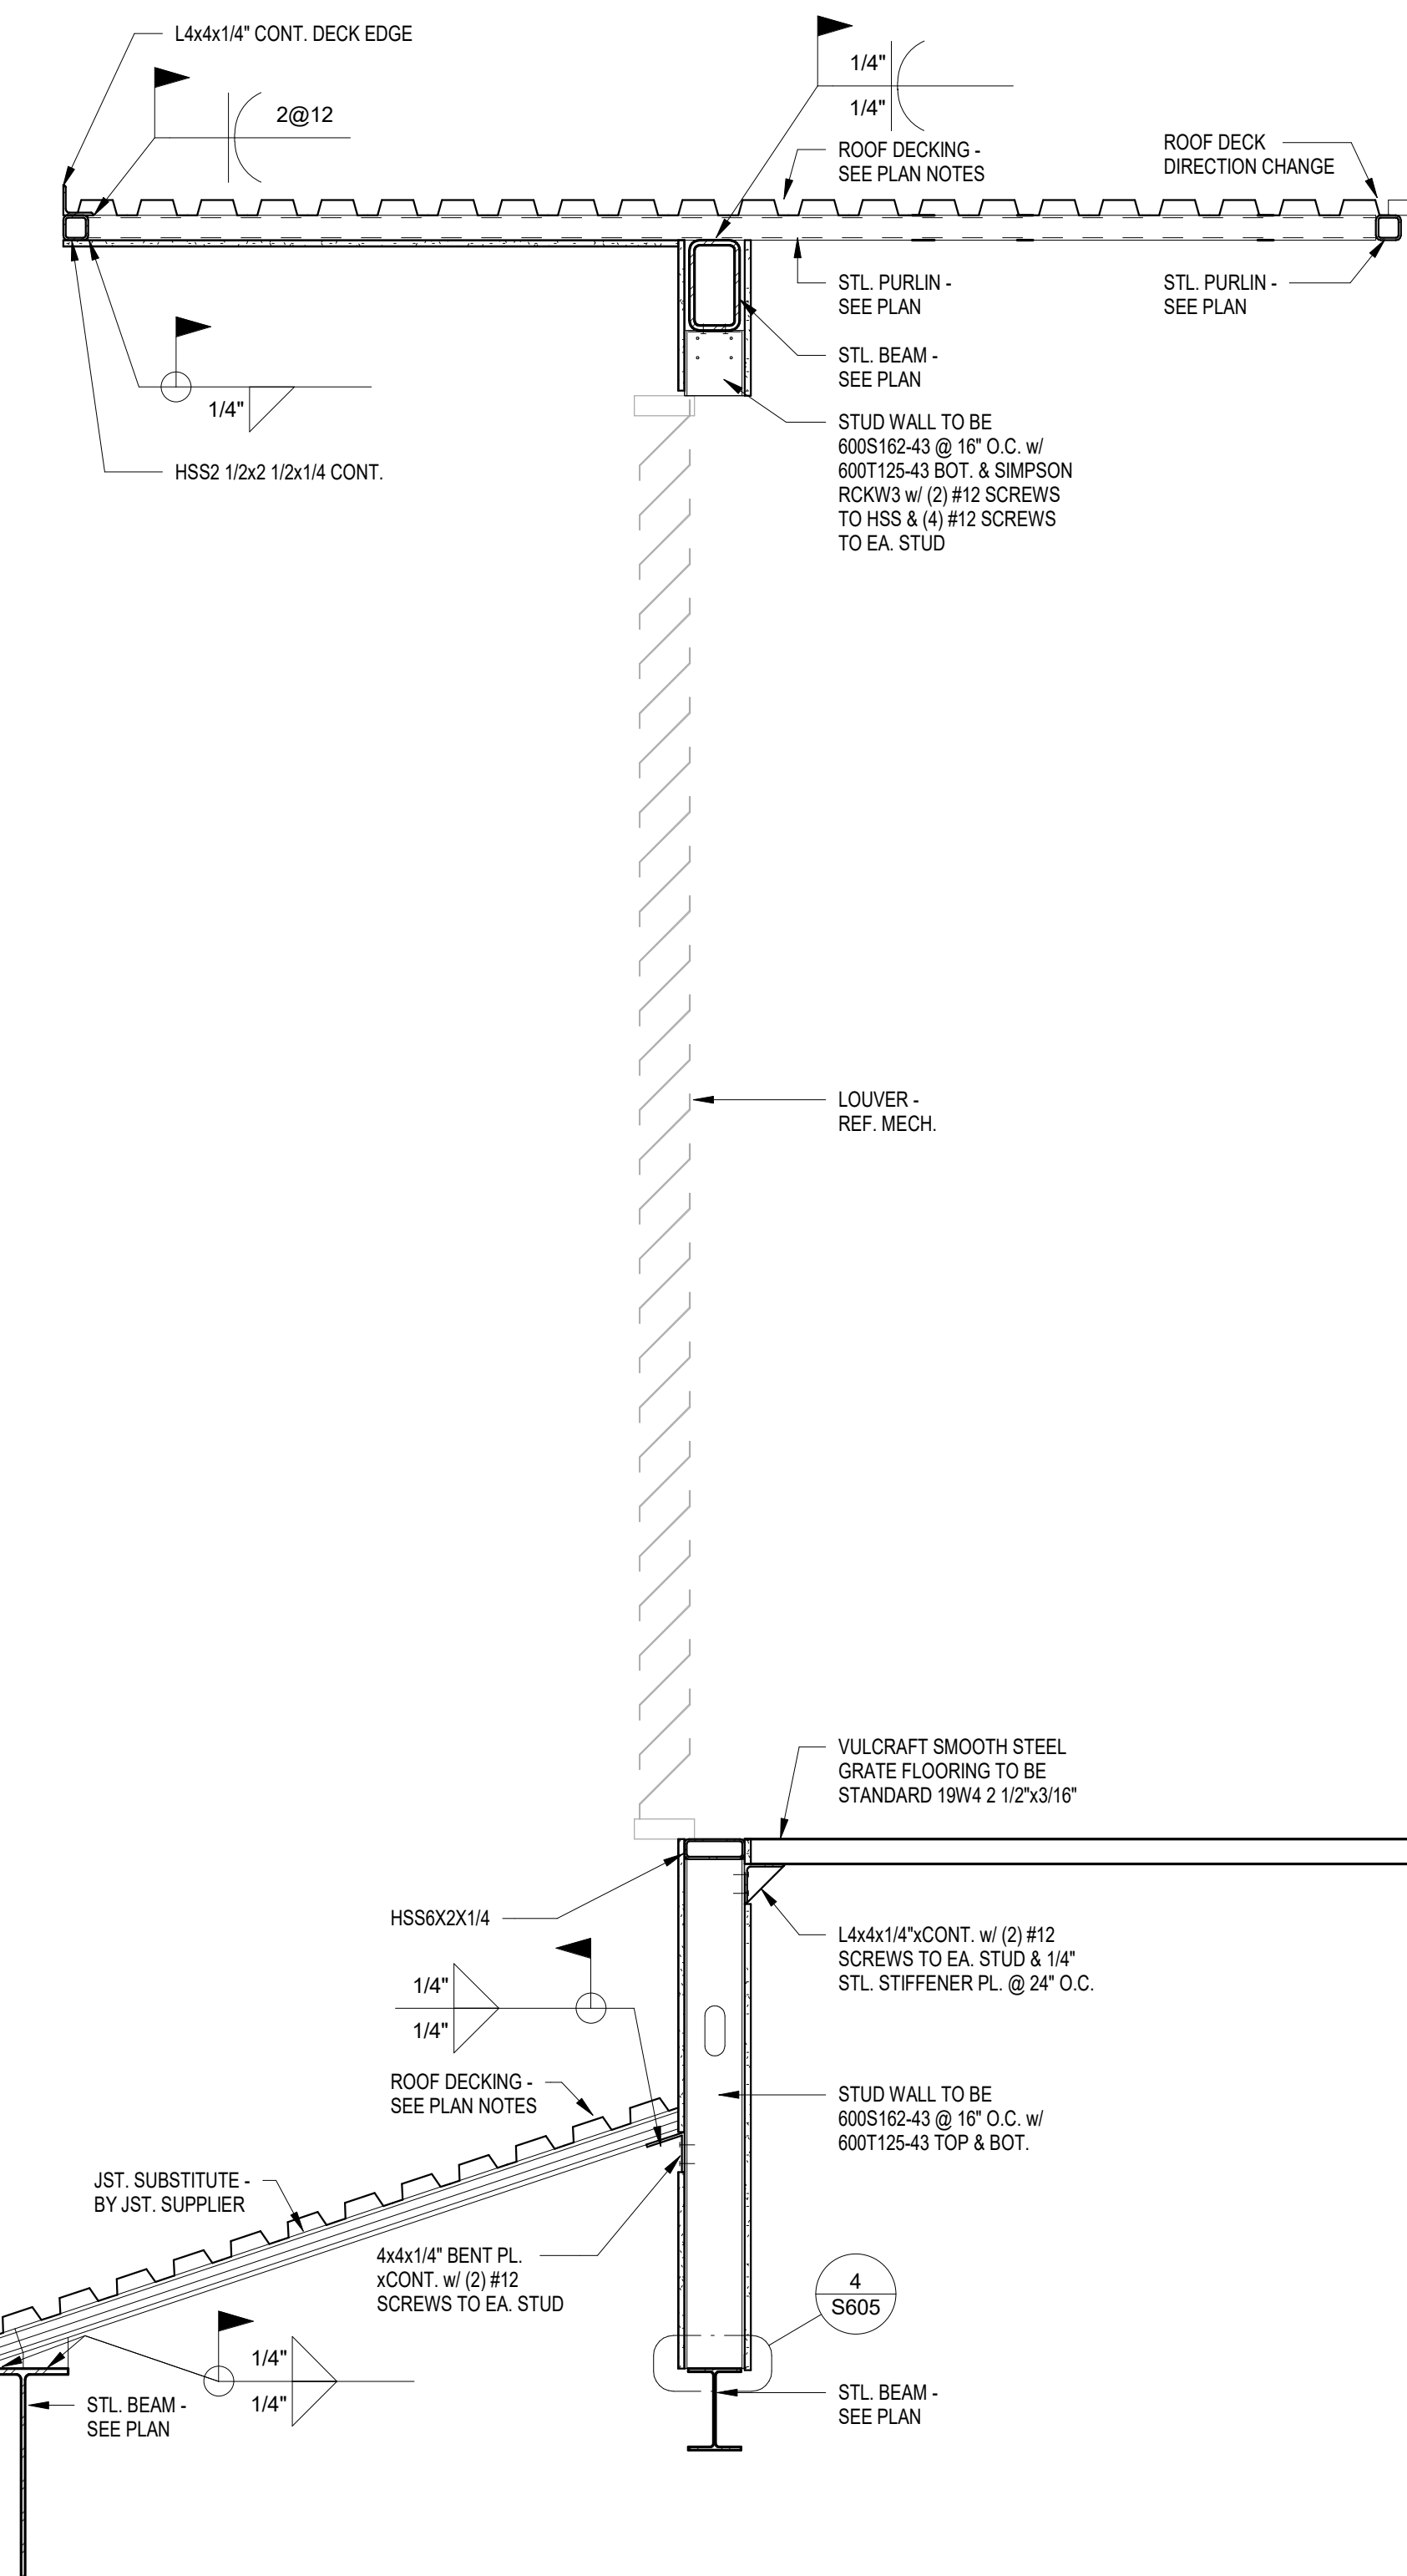 L4x4x1/4" CONT. DECK EDGE
2@12
1/4"
1/4"
ROOF DECKING -
SEE PLAN NOTES
ROOF DECK
DIRECTION CHANGE
STL. PURLIN -
SEE PLAN
STL. PURLIN -
SEE PLAN
STL. BEAM -
SEE PLAN
1/4"
HSS2 1/2x2 1/2x1/4 CONT.
STUD WALL TO BE
600S162-43 @ 16" O.C. w/
600T125-43 BOT. & SIMPSON
RCKW3 w/ (2) #12 SCREWS
TO HSS & (4) #12 SCREWS
TO EA. STUD
LOUVER -
REF. MECH.
VULCRAFT SMOOTH STEEL
GRATE FLOORING TO BE
STANDARD 19W4 2 1/2"x3/16"
HSS6X2X1/4
L4x4x1/4"xCONT. w/ (2) #12
SCREWS TO EA. STUD & 1/4"
STL. STIFFENER PL. @ 24" O.C.
1/4"
1/4"
ROOF DECKING -
SEE PLAN NOTES
STUD WALL TO BE
600S162-43 @ 16" O.C. w/
600T125-43 TOP & BOT.
JST. SUBSTITUTE -
BY JST. SUPPLIER
4x4x1/4" BENT PL.
xCONT. w/ (2) #12
SCREWS TO EA. STUD
4
S605
1/4"
1/4"
STL. BEAM -
SEE PLAN
STL. BEAM -
SEE PLAN